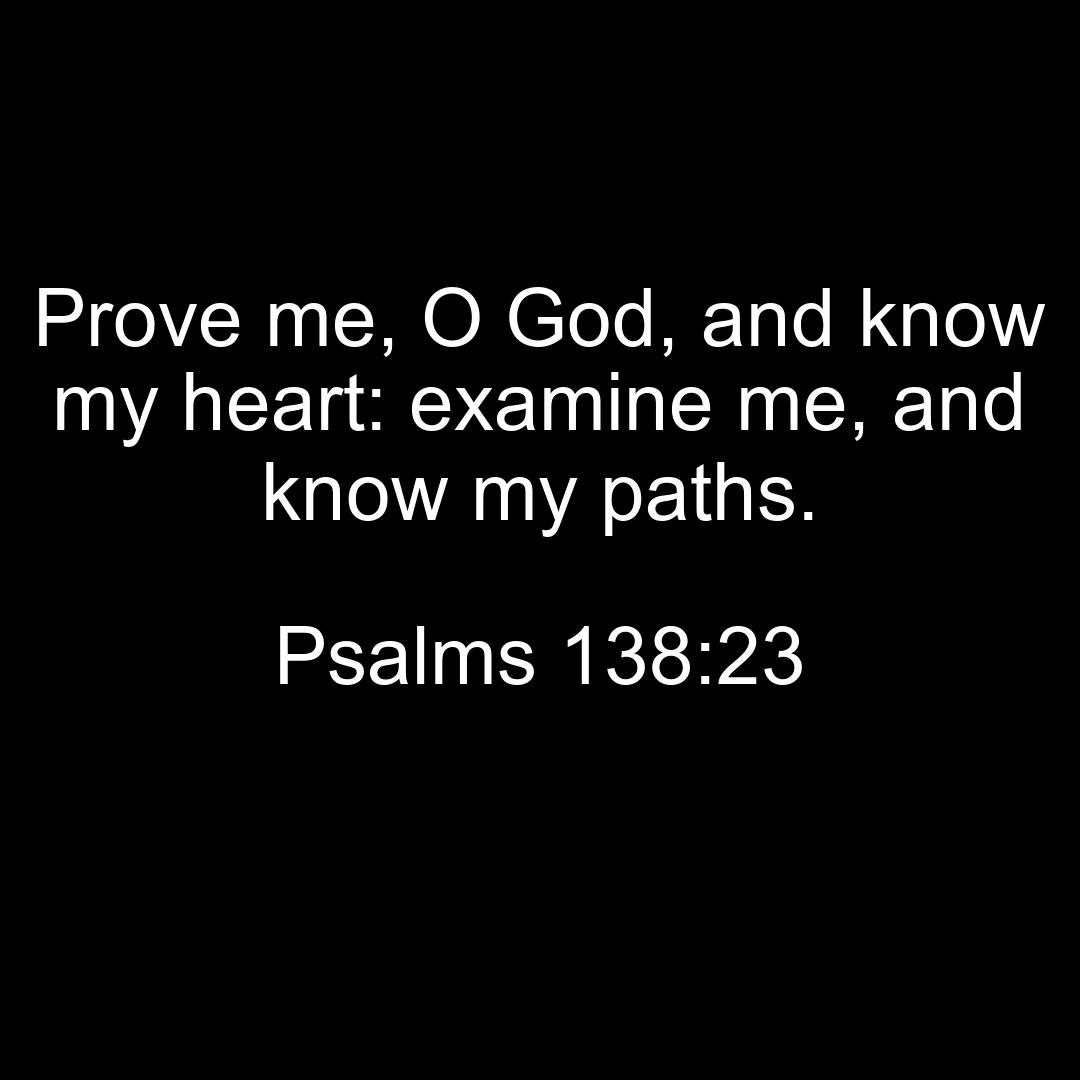 Prove me, O God, and know
my heart: examine me, and
know my paths.
Psalms 138:23